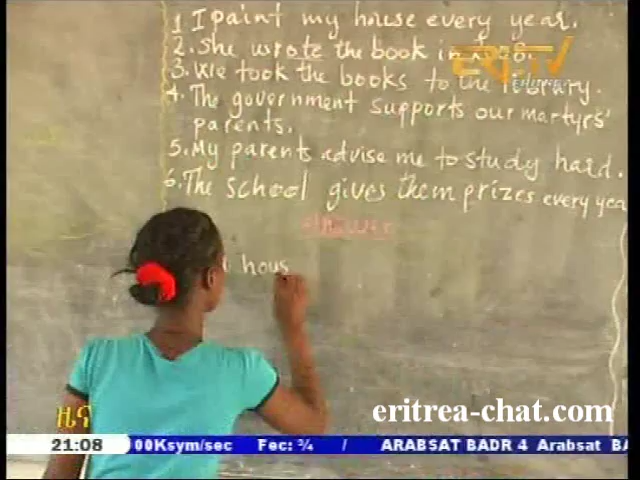 1 I paint my house every year.
2. She wrote the book in
3. We took the books to the library.
4. The government supports our martyrs'
parents.
5. My parents advise me to study hard.
6. The school gives them prizes every yea
Answer
hous
ERiTV
ዜና
eritrea-chat.com
21:08 00Ksym/sec Fec: ¾ / ARABSAT BADR 4 Arabsat BA